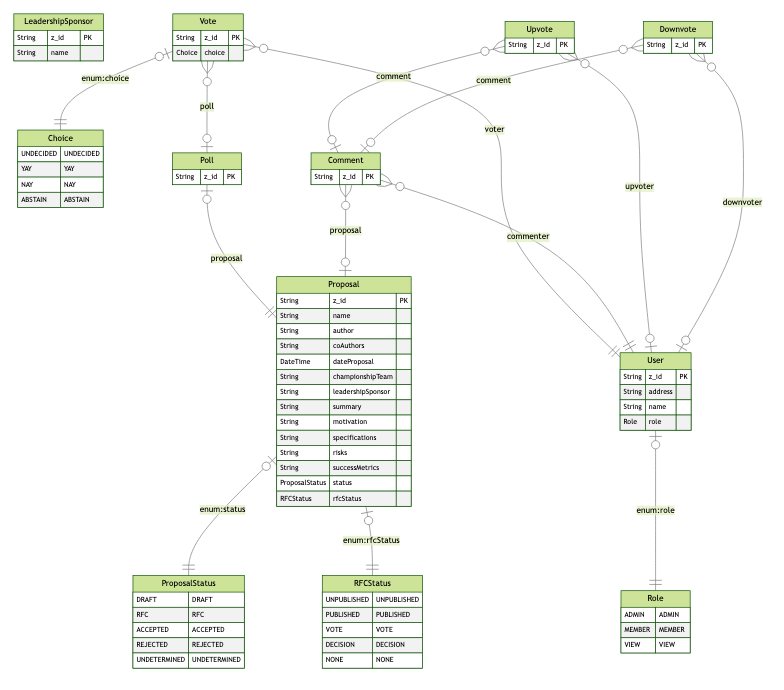 LeadershipSponsor
String z_id PK
String name
Vote
String z_id PK
Choice choice
Upvote
String z_id PK
Downvote
String z_id PK
enum:choice
comment
comment
poll
voter
Choice
UNDECIDED UNDECIDED
YAY YAY
NAY NAY
ABSTAIN ABSTAIN
Poll
String z_id PK
Comment
String z_id PK
upvoter
downvoter
proposal
commenter
proposal
Proposal
String z_id PK
String name
String author
String coAuthors
DateTime dateProposal
String championshipTeam
String leadershipSponsor
String summary
String motivation
String specifications
String risks
String successMetrics
ProposalStatus status
RFCStatus rfcStatus
User
String z_id PK
String address
String name
Role role
enum:status
enum:rfcStatus
enum:role
ProposalStatus
DRAFT DRAFT
RFC RFC
ACCEPTED ACCEPTED
REJECTED REJECTED
UNDETERMINED UNDETERMINED
RFCStatus
UNPUBLISHED UNPUBLISHED
PUBLISHED PUBLISHED
VOTE VOTE
DECISION DECISION
NONE NONE
Role
ADMIN ADMIN
MEMBER MEMBER
VIEW VIEW